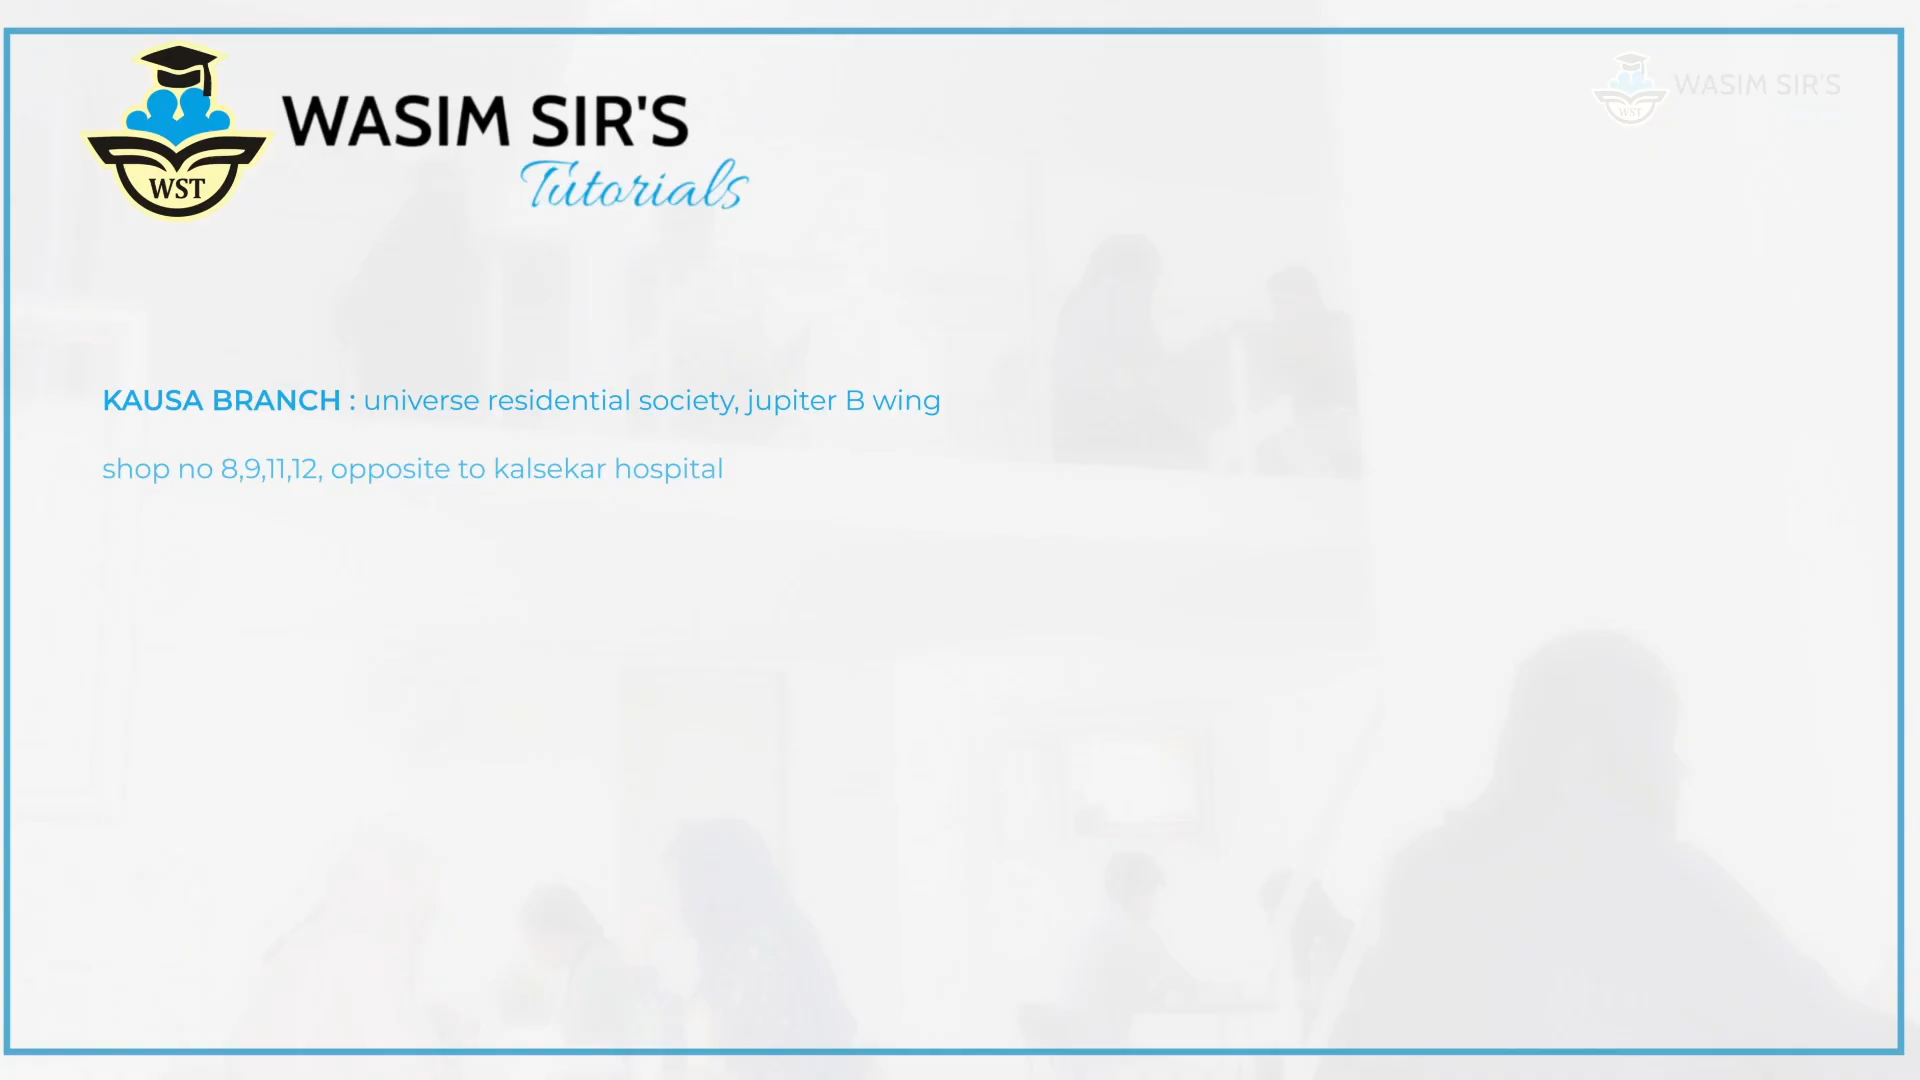 WST
WASIM SIR'S
Tutorials
WST
WASIM SIR'S
KAUSA BRANCH : universe residential society, jupiter B wing
shop no 8,9,11,12, opposite to kalsekar hospital